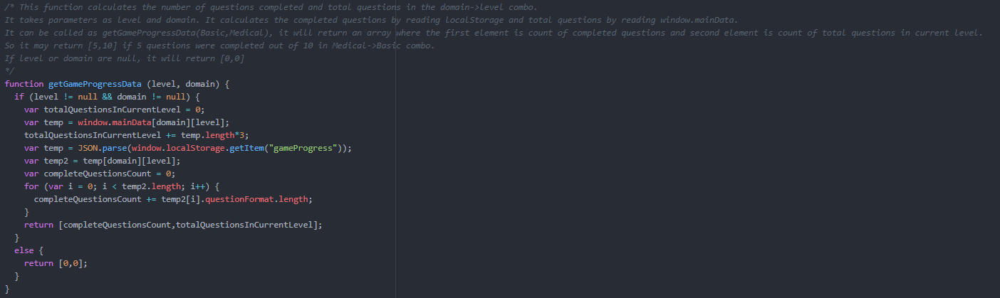 /* This function calculates the number of questions completed and total questions in the domain->level combo.
It takes parameters as level and domain. It calculates the completed questions by reading localStorage and total questions by reading window.mainData.
It can be called as getGameProgressData(Basic,Medical), it will return an array where the first element is count of completed questions and second element is count of total questions in current level.
So it may return [5,10] if 5 questions were completed out of 10 in Medical->Basic combo.
If level or domain are null, it will return [0,0]
*/
function getGameProgressData (level, domain) {
  if (level != null && domain != null) {
    var totalQuestionsInCurrentLevel = 0;
    var temp = window.mainData[domain][level];
    totalQuestionsInCurrentLevel += temp.length*3;
    var temp = JSON.parse(window.localStorage.getItem("gameProgress"));
    var temp2 = temp[domain][level];
    var completeQuestionsCount = 0;
    for (var i = 0; i < temp2.length; i++) {
      completeQuestionsCount += temp2[i].questionFormat.length;
    }
    return [completeQuestionsCount,totalQuestionsInCurrentLevel];
  }
  else {
    return [0,0];
  }
}